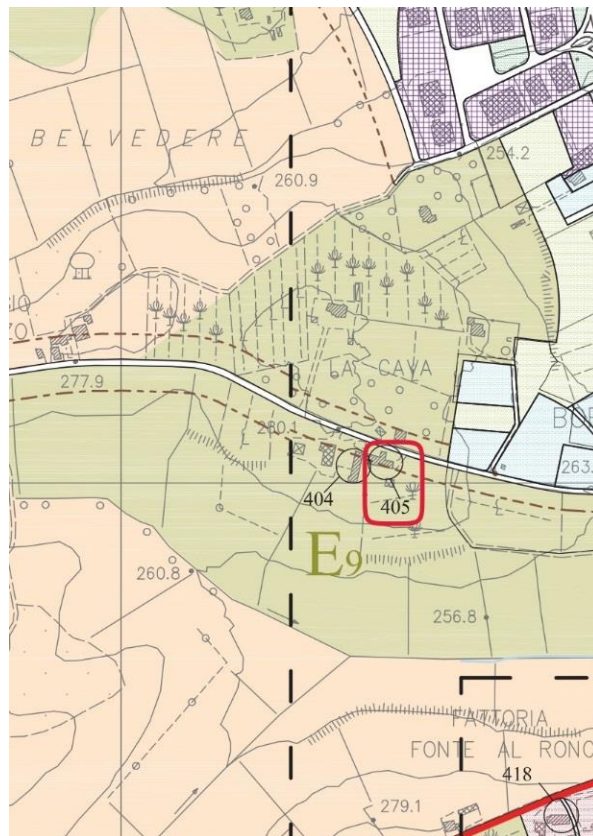 BELVEDERE
254.2
260.9
277.9
LA CAVA
280.1
263.
404
405
E9
260.8
256.8
FATTORIA
FONTE AL RONC
418
279.1